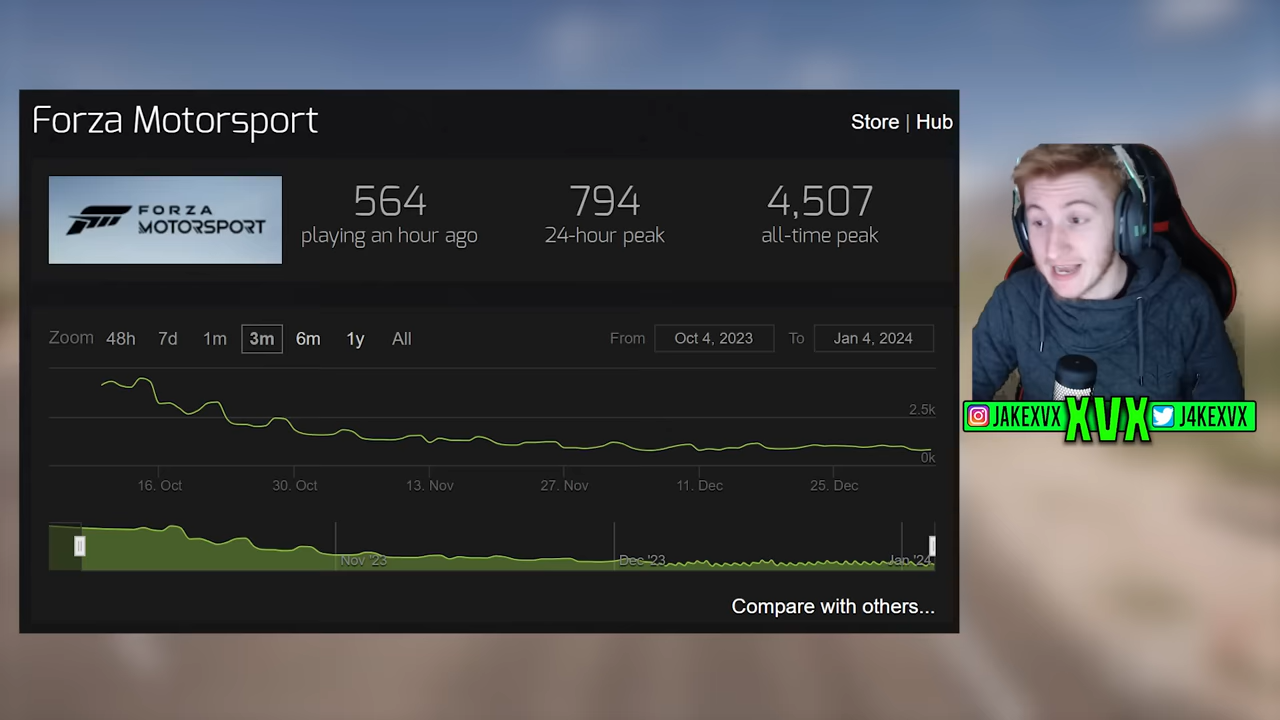 Forza Motorsport
Store | Hub
FORZA
MOTORSPORT
564
playing an hour ago
794
24-hour peak
4,507
all-time peak
Zoom 48h 7d 1m 3m 6m 1y All
From Oct 4, 2023 To Jan 4, 2024
2.5k
0k
16. Oct 30. Oct 13. Nov 27. Nov 11. Dec 25. Dec
Nov '23 Dec '23 Jan '24
Compare with others...
JAKEXVX XVX J4KEXVX